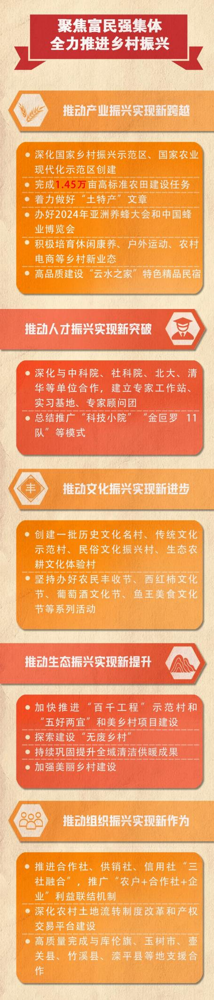 聚焦富民强集体
全力推进乡村振兴
推动产业振兴实现新跨越
深化国家乡村振兴示范区、国家农业
现代化示范区创建
完成1.45万亩高标准农田建设任务
着力做好“土特产”文章
办好2024年亚洲养蜂大会和中国蜂
业博览会
积极培育休闲康养、户外运动、农村
电商等乡村新业态
高品质建设“云水之家”特色精品民宿
推动人才振兴实现新突破
深化与中科院、社科院、北大、清
华等单位合作，建立专家工作站、
实习基地、专家顾问团
总结推广“科技小院”“金叵罗 11
队”等模式
丰
推动文化振兴实现新进步
创建一批历史文化名村、传统文化
示范村、民俗文化振兴村、生态农
耕文化体验村
坚持办好农民丰收节、西红柿文化
节、葡萄酒文化节、鱼王美食文化
节等系列活动
推动生态振兴实现新提升
加快推进“百千工程”示范村和
“五好两宜”和美乡村项目建设
探索建设“无废乡村”
持续巩固提升全域清洁供暖成果
加强美丽乡村建设
推动组织振兴实现新作为
推进合作社、供销社、信用社“三
社融合”，推广“农户+合作社+企
业”利益联结机制
深化农村土地流转制度改革和产权
交易平台建设
高质量完成与库伦旗、玉树市、壶
关县、竹溪县、滦平县等地支援合
作